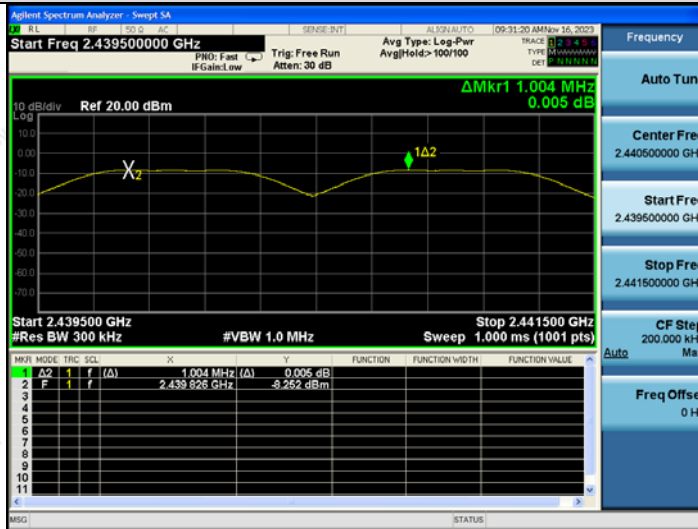 Agilent Spectrum Analyzer - Swept SA
RL RF 50 Ω AC SENSE:INT ALIGN AUTO 09:31:20 AM Nov 16, 2023
Start Freq 2.439500000 GHz
PNO: Fast
IFGain:Low
Trig: Free Run
Atten: 30 dB
Avg Type: Log-Pwr
Avg|Hold:> 100/100
TRACE 1 2 3 4 5 6
TYPE M
DET P N N N N N
ΔMkr1 1.004 MHz
0.005 dB
10 dB/div Ref 20.00 dBm
Log
10.0
0.00
-10.0
-20.0
-30.0
-40.0
-50.0
-60.0
-70.0
X2
1Δ2
Start 2.439500 GHz Stop 2.441500 GHz
#Res BW 300 kHz #VBW 1.0 MHz Sweep 1.000 ms (1001 pts)
MKR MODE TRC SCL X Y FUNCTION FUNCTION WIDTH FUNCTION VALUE
1 Δ2 1 f (Δ) 1.004 MHz (Δ) 0.005 dB
2 F 1 f 2.439 826 GHz -8.252 dBm
3
4
5
6
7
8
9
10
11
MSG STATUS
Frequency
Auto Tun
Center Fre
2.440500000 GH
Start Fre
2.439500000 GH
Stop Fre
2.441500000 GH
CF Step
200.000 kH
Auto Ma
Freq Offse
0 H